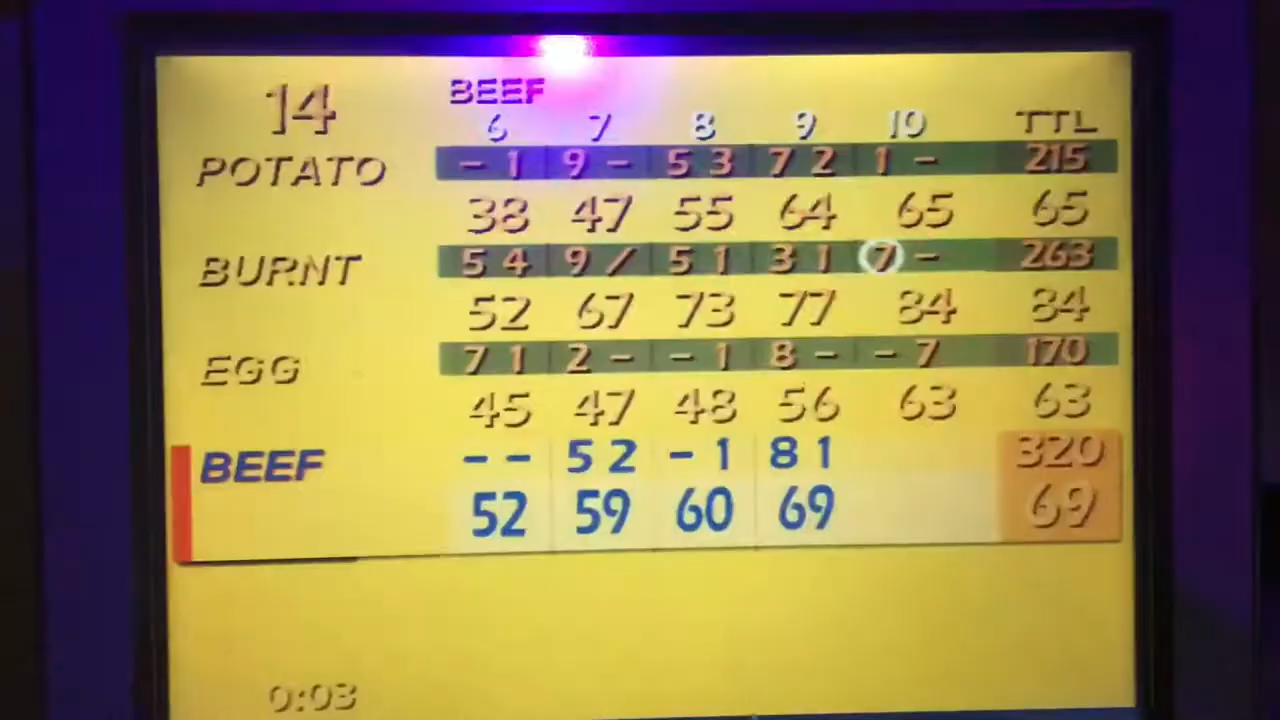 14 BEEF
6 7 8 9 10 TTL
POTATO - 1 9 - 5 3 7 2 1 - 215
38 47 55 64 65 65
BURNT 5 4 9 / 5 1 3 1 7 - 263
52 67 73 77 84 84
EGG 7 1 2 - - 1 8 - - 7 170
45 47 48 56 63 63
BEEF - - 5 2 - 1 8 1 320
52 59 60 69 69
0:03